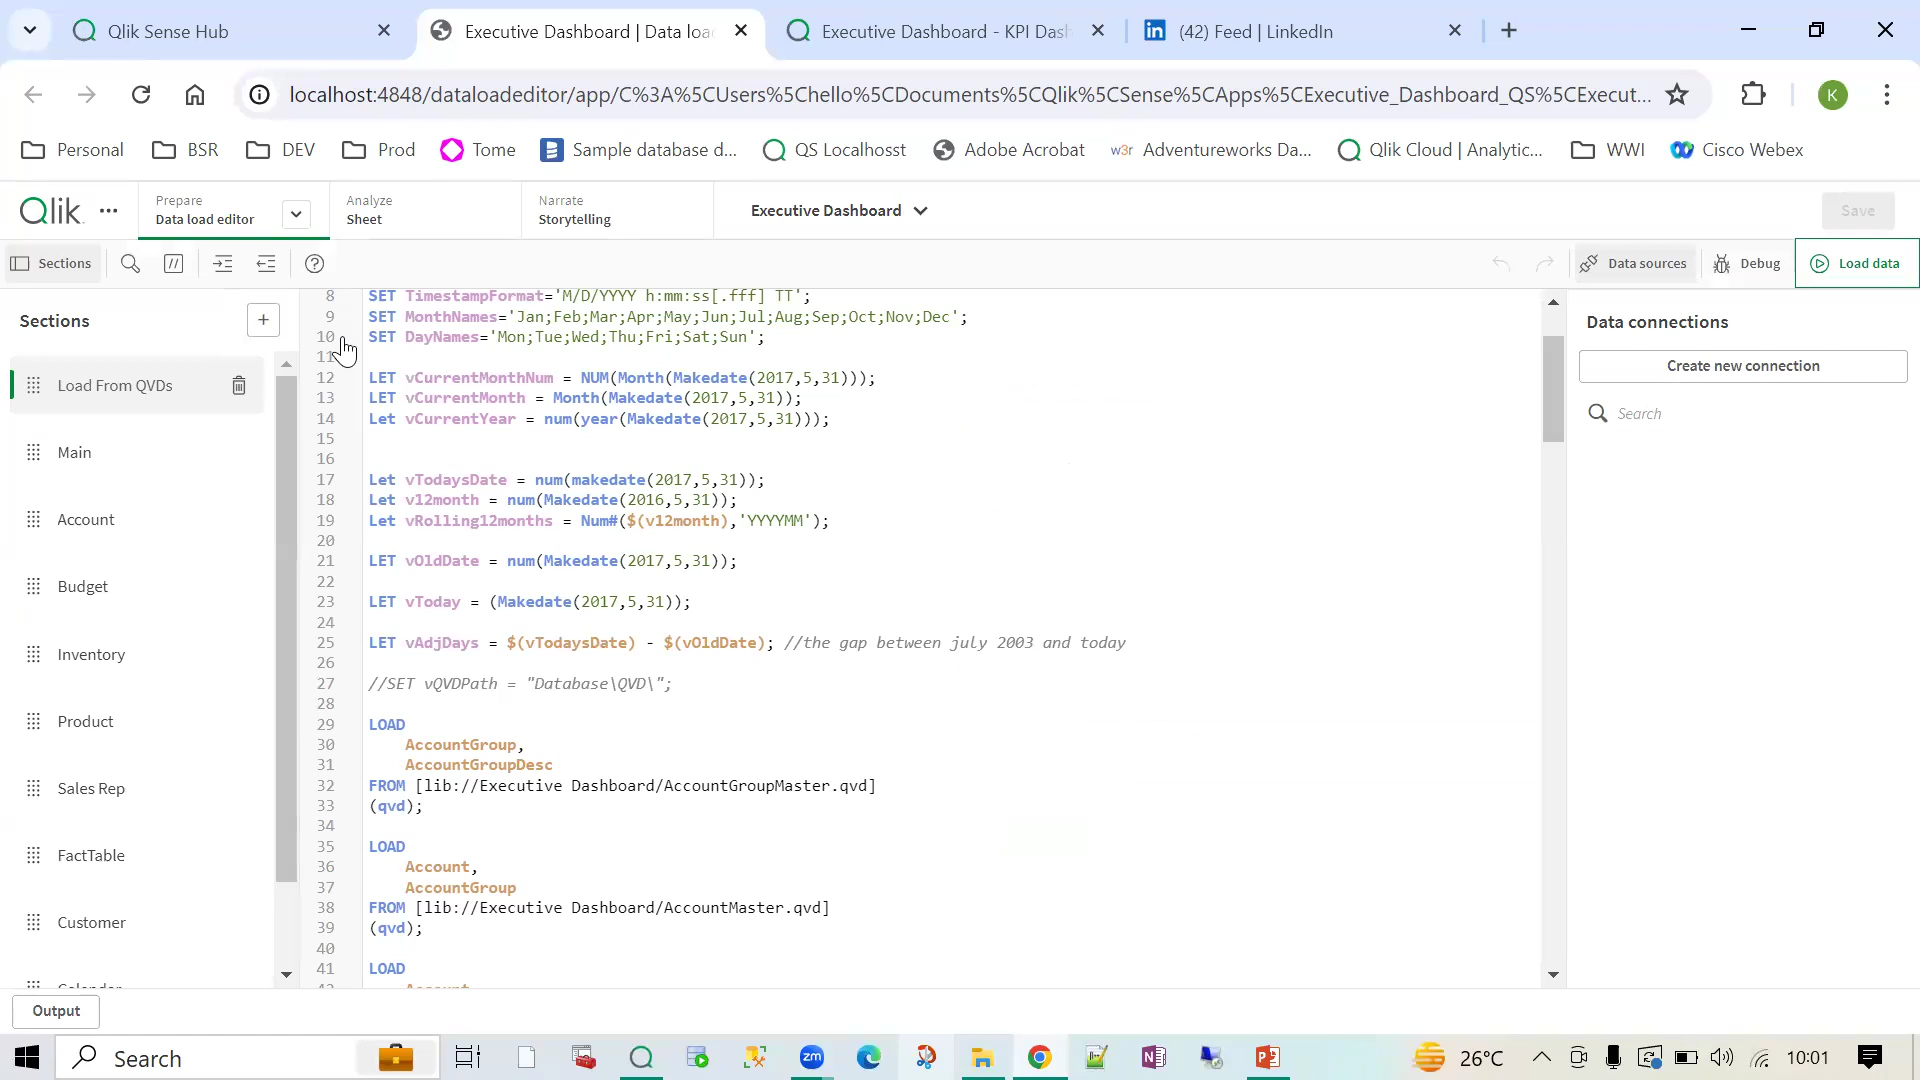 Qlik Sense Hub
Executive Dashboard | Data loa
Executive Dashboard - KPI Dash
(42) Feed | LinkedIn
localhost:4848/dataloadeditor/app/C%3A%5CUsers%5Chello%5CDocuments%5CQlik%5CSense%5CApps%5CExecutive_Dashboard_QS%5CExecut...
K
Personal
BSR
DEV
Prod
Tome
Sample database d...
QS Localhosst
Adobe Acrobat
w3r
Adventureworks Da...
Qlik Cloud | Analytic...
WWI
Cisco Webex
Qlik
Prepare
Data load editor
Analyze
Sheet
Narrate
Storytelling
Executive Dashboard
Save
Sections
Data sources
Debug
Load data
Sections
Load From QVDs
Main
Account
Budget
Inventory
Product
Sales Rep
FactTable
Customer
Calendar
8 SET TimestampFormat='M/D/YYYY h:mm:ss[.fff] TT';
9 SET MonthNames='Jan;Feb;Mar;Apr;May;Jun;Jul;Aug;Sep;Oct;Nov;Dec';
10 SET DayNames='Mon;Tue;Wed;Thu;Fri;Sat;Sun';
11
12 LET vCurrentMonthNum = NUM(Month(Makedate(2017,5,31)));
13 LET vCurrentMonth = Month(Makedate(2017,5,31));
14 Let vCurrentYear = num(year(Makedate(2017,5,31)));
15
16
17 Let vTodaysDate = num(makedate(2017,5,31));
18 Let v12month = num(Makedate(2016,5,31));
19 Let vRolling12months = Num#($(v12month),'YYYYMM');
20
21 LET vOldDate = num(Makedate(2017,5,31));
22
23 LET vToday = (Makedate(2017,5,31));
24
25 LET vAdjDays = $(vTodaysDate) - $(vOldDate); //the gap between july 2003 and today
26
27 //SET vQVDPath = "Database\QVD\";
28
29 LOAD
30 AccountGroup,
31 AccountGroupDesc
32 FROM [lib://Executive Dashboard/AccountGroupMaster.qvd]
33 (qvd);
34
35 LOAD
36 Account,
37 AccountGroup
38 FROM [lib://Executive Dashboard/AccountMaster.qvd]
39 (qvd);
40
41 LOAD
42 Account
Data connections
Create new connection
Search
Output
Search
zm
26°C
10:01